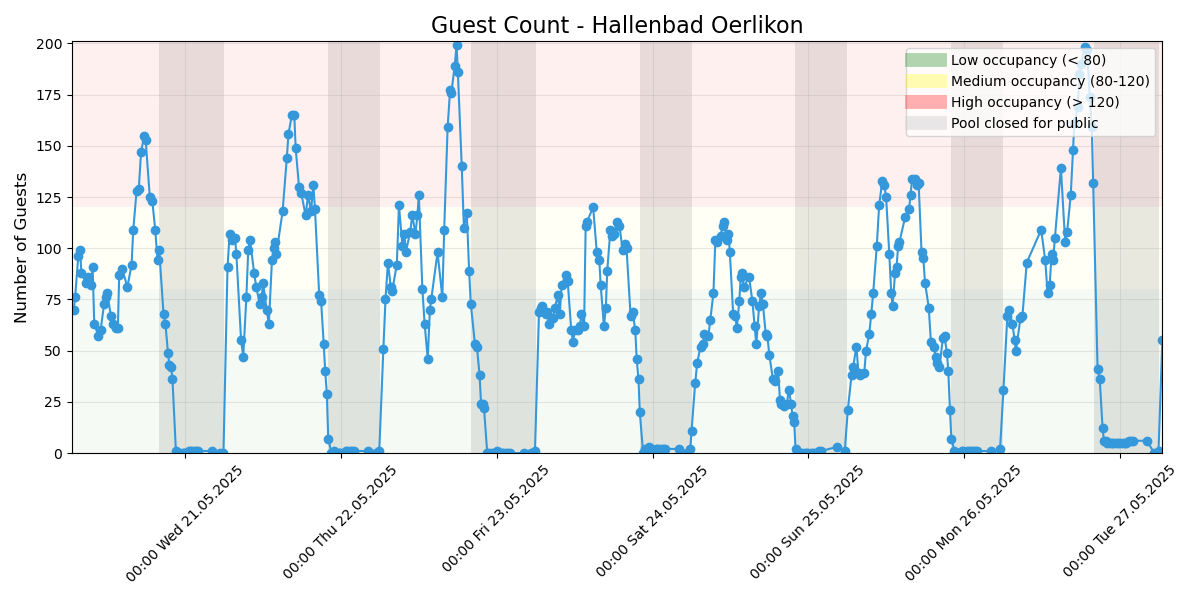 Guest Count - Hallenbad Oerlikon
Number of Guests
200
175
150
125
100
75
50
25
0
Low occupancy (< 80)
Medium occupancy (80-120)
High occupancy (> 120)
Pool closed for public
00:00 Wed 21.05.2025
00:00 Thu 22.05.2025
00:00 Fri 23.05.2025
00:00 Sat 24.05.2025
00:00 Sun 25.05.2025
00:00 Mon 26.05.2025
00:00 Tue 27.05.2025